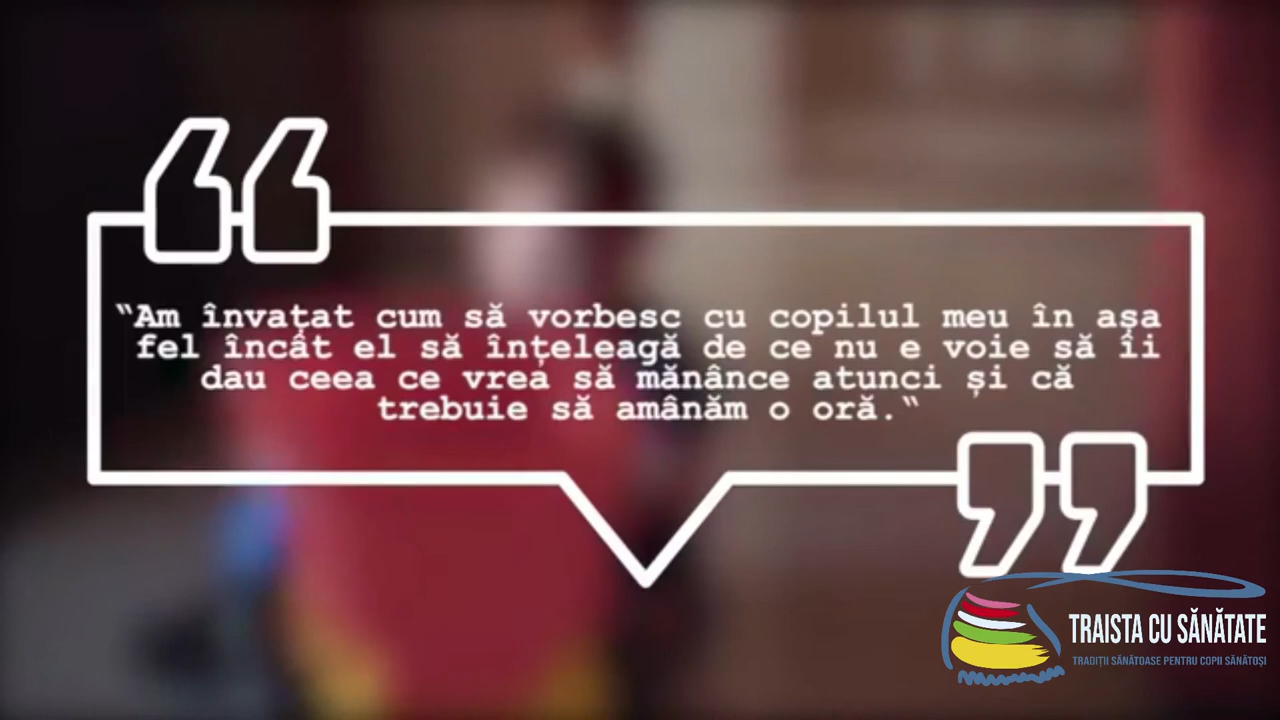 ‟Am învațat cum să vorbesc cu copilul meu în așa
fel încât el să înțeleagă de ce nu e voie să îi
dau ceea ce vrea să mănânce atunci și că
trebuie să amânăm o oră.‟
TRAISTA CU SĂNĂTATE
TRADIȚII SĂNĂTOASE PENTRU COPII SĂNĂTOȘI